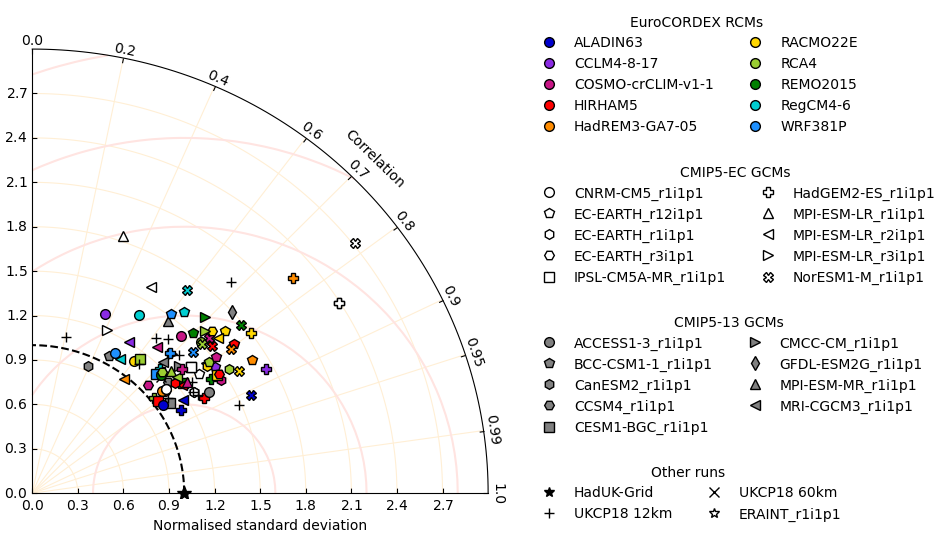 EuroCORDEX RCMs
ALADIN63
RACMO22E
CCLM4-8-17
RCA4
COSMO-crCLIM-v1-1
REMO2015
HIRHAM5
RegCM4-6
HadREM3-GA7-05
WRF381P
CMIP5-EC GCMs
CNRM-CM5_r1i1p1
HadGEM2-ES_r1i1p1
EC-EARTH_r12i1p1
MPI-ESM-LR_r1i1p1
EC-EARTH_r1i1p1
MPI-ESM-LR_r2i1p1
EC-EARTH_r3i1p1
MPI-ESM-LR_r3i1p1
IPSL-CM5A-MR_r1i1p1
NorESM1-M_r1i1p1
CMIP5-13 GCMs
ACCESS1-3_r1i1p1
CMCC-CM_r1i1p1
BCC-CSM1-1_r1i1p1
GFDL-ESM2G_r1i1p1
CanESM2_r1i1p1
MPI-ESM-MR_r1i1p1
CCSM4_r1i1p1
MRI-CGCM3_r1i1p1
CESM1-BGC_r1i1p1
Other runs
HadUK-Grid
UKCP18 60km
UKCP18 12km
ERAINT_r1i1p1
0.0
0.2
0.4
0.6
0.7
0.8
0.9
0.95
0.99
1.0
Correlation
2.7
2.4
2.1
1.8
1.5
1.2
0.9
0.6
0.3
0.0
0.0 0.3 0.6 0.9 1.2 1.5 1.8 2.1 2.4 2.7
Normalised standard deviation